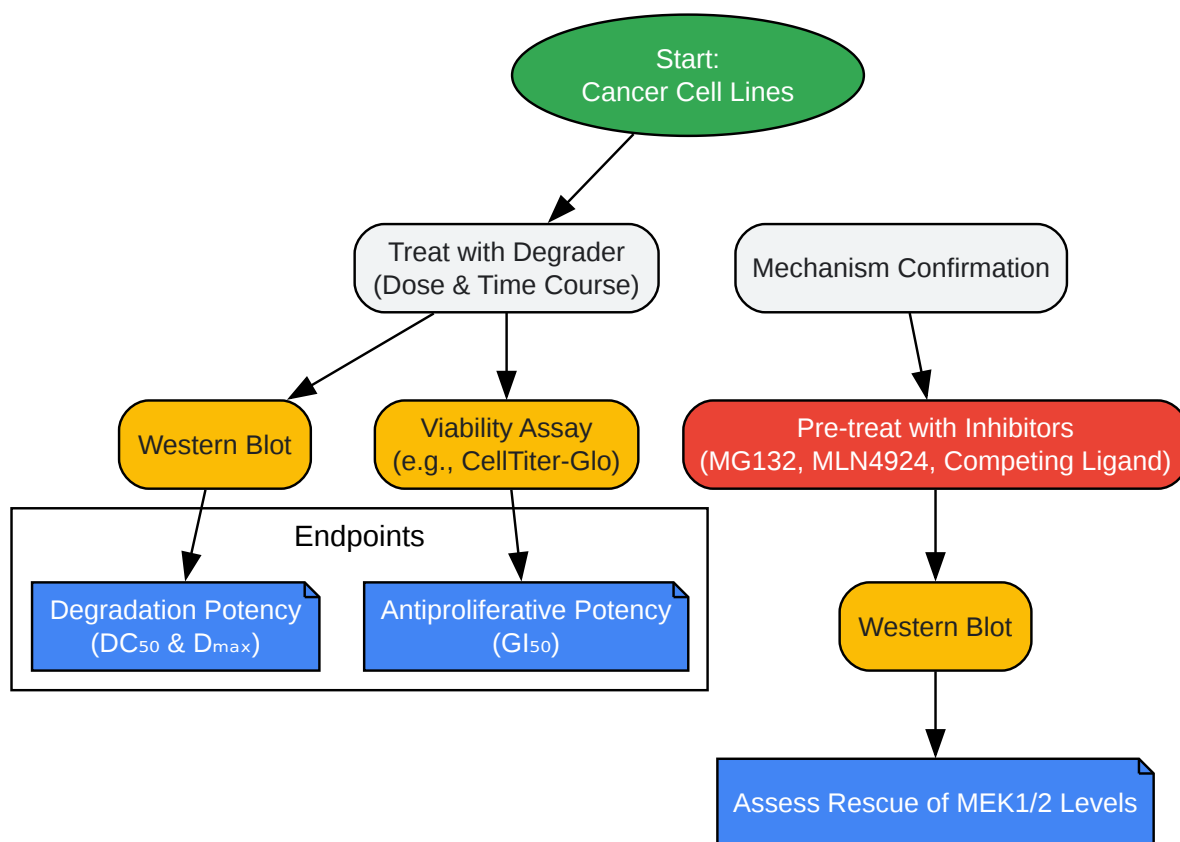 Start:
Cancer Cell Lines
Treat with Degrader
(Dose & Time Course)
Mechanism Confirmation
Western Blot
Viability Assay
(e.g., CellTiter-Glo)
Pre-treat with Inhibitors
(MG132, MLN4924, Competing Ligand)
Endpoints
Degradation Potency
(DC₅₀ & Dₘₐₓ)
Antiproliferative Potency
(GI₅₀)
Western Blot
Assess Rescue of MEK1/2 Levels